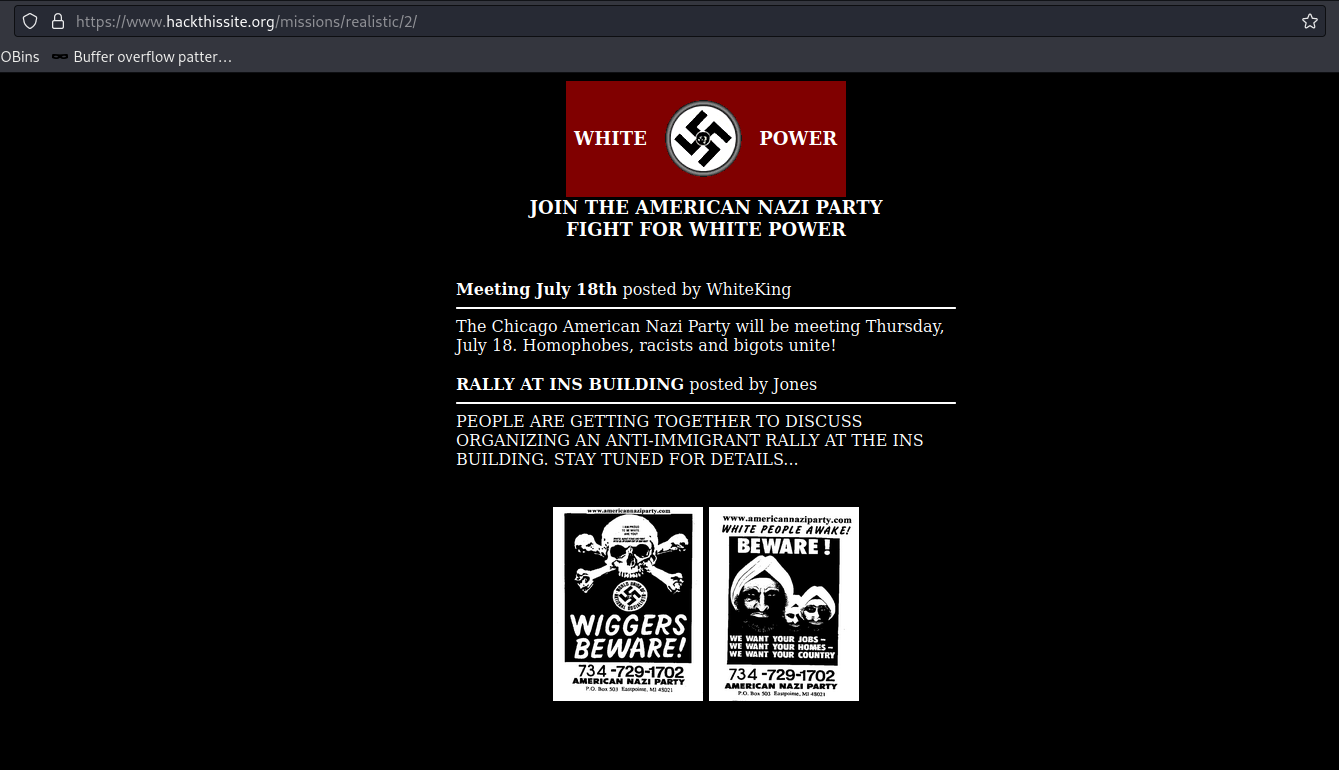 https://www.hackthissite.org/missions/realistic/2/
OBins Buffer overflow patter…
WHITE POWER
JOIN THE AMERICAN NAZI PARTY
FIGHT FOR WHITE POWER
Meeting July 18th posted by WhiteKing
The Chicago American Nazi Party will be meeting Thursday,
July 18. Homophobes, racists and bigots unite!
RALLY AT INS BUILDING posted by Jones
PEOPLE ARE GETTING TOGETHER TO DISCUSS
ORGANIZING AN ANTI-IMMIGRANT RALLY AT THE INS
BUILDING. STAY TUNED FOR DETAILS...
www.americannaziparty.com
WIGGERS
BEWARE!
734-729-1702
AMERICAN NAZI PARTY
P.O. Box 503 Eastpointe, MI 48021
www.americannaziparty.com
WHITE PEOPLE AWAKE!
BEWARE!
WE WANT YOUR JOBS -
WE WANT YOUR HOMES -
WE WANT YOUR COUNTRY
734-729-1702
AMERICAN NAZI PARTY
P.O. Box 503 Eastpointe, MI 48021